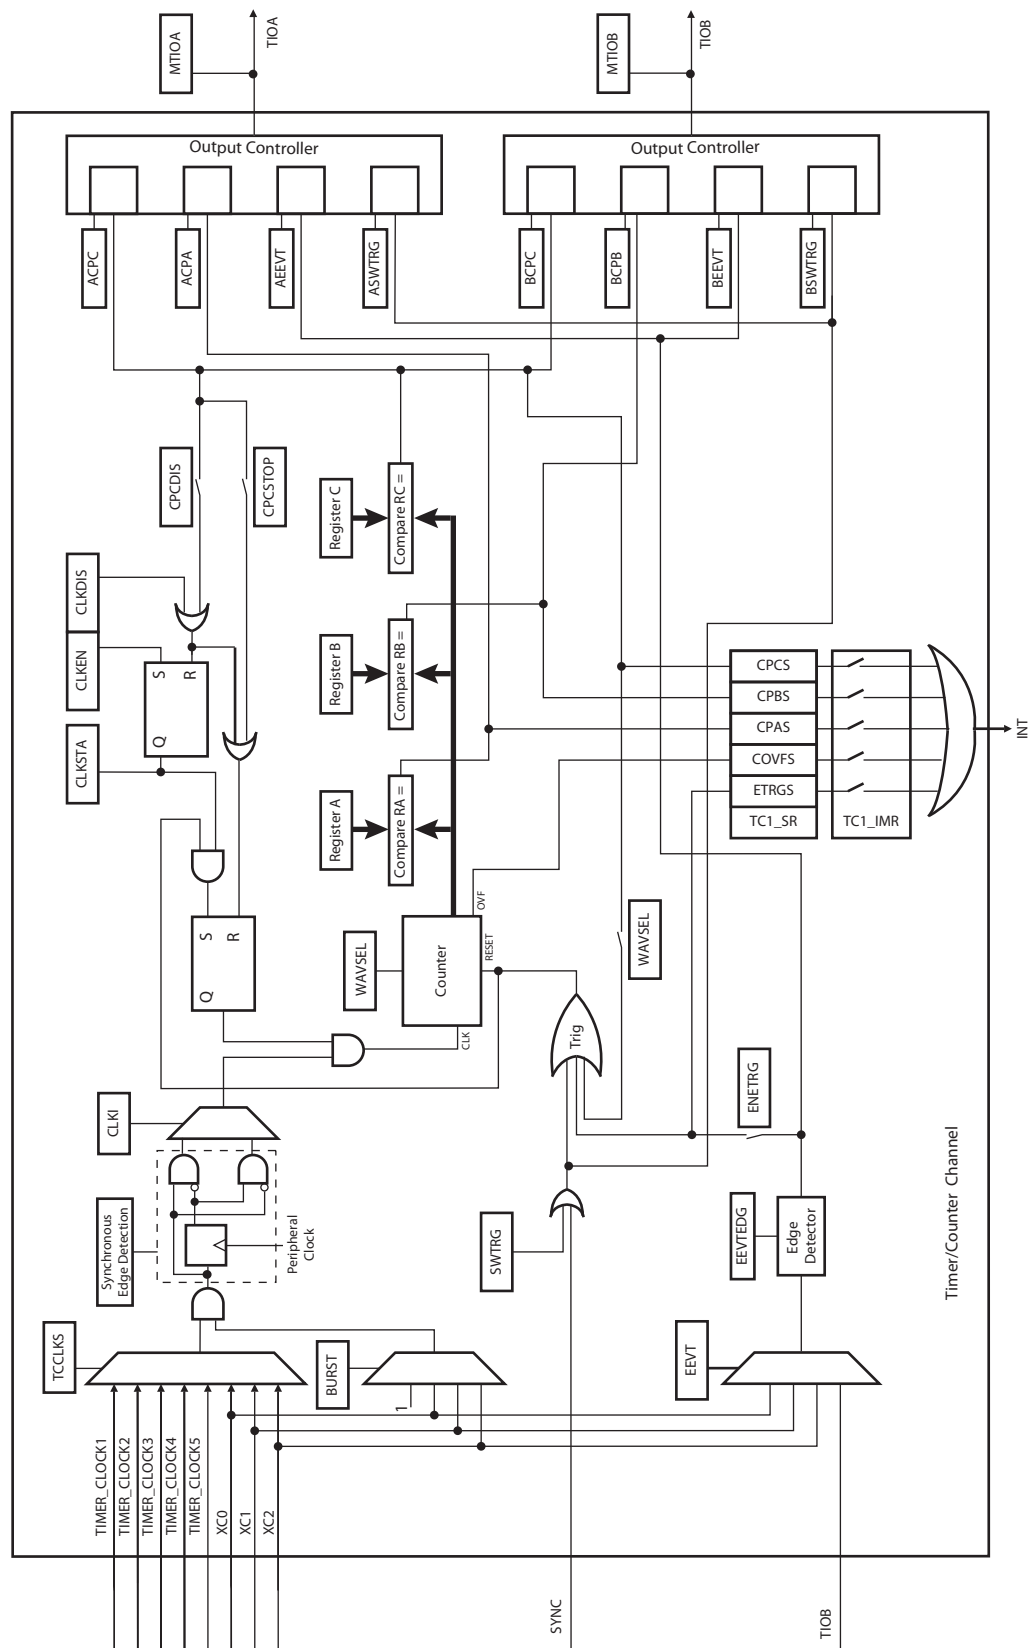 MTIOA
TIOA
MTIOB
TIOB
Output Controller
Output Controller
ACPC
ACPA
AEEVT
ASWTRG
BCPC
BCPB
BEEVT
BSWTRG
CPCDIS
CPCSTOP
Register C
Compare RC =
CLKDIS
CLKEN
CLKSTA
S
R
Q
Register B
Compare RB =
CPCS
CPBS
CPAS
COVFS
ETRGS
TC1_SR
TC1_IMR
INT
Register A
Compare RA =
S
R
Q
WAVSEL
Counter
OVF
RESET
CLK
WAVSEL
Trig
CLKI
ENETRG
Synchronous
Edge Detection
Peripheral
Clock
SWTRG
EEVTEDG
Edge
Detector
Timer/Counter Channel
TCCLKS
BURST
1
EEVT
TIMER_CLOCK1
TIMER_CLOCK2
TIMER_CLOCK3
TIMER_CLOCK4
TIMER_CLOCK5
XC0
XC1
XC2
SYNC
TIOB